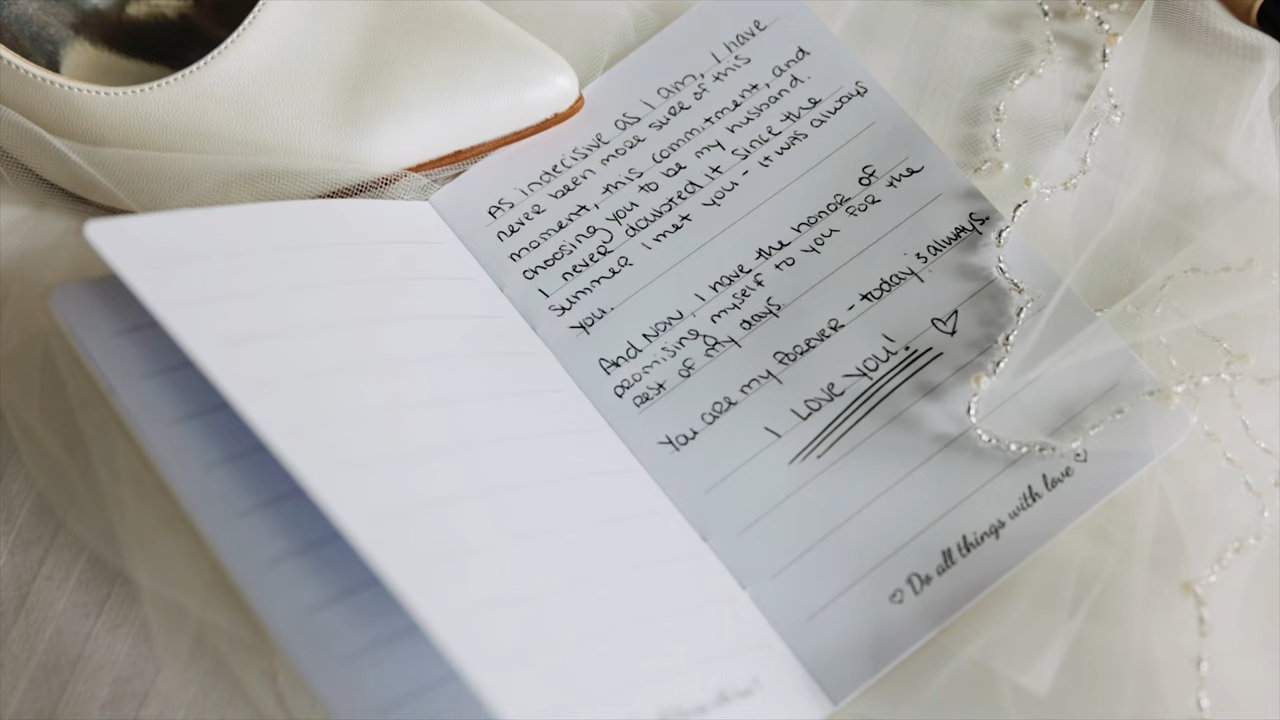 As indecisive as I am, I have
never been more sure of this
moment, this commitment, and
choosing you to be my husband.
I never doubted it since the
summer I met you - it was always
you.
And Now, I have the honor of
promising myself to you for the
rest of my days.
You are my forever - today & always.
I love you! ♡
♡ Do all things with love ♡